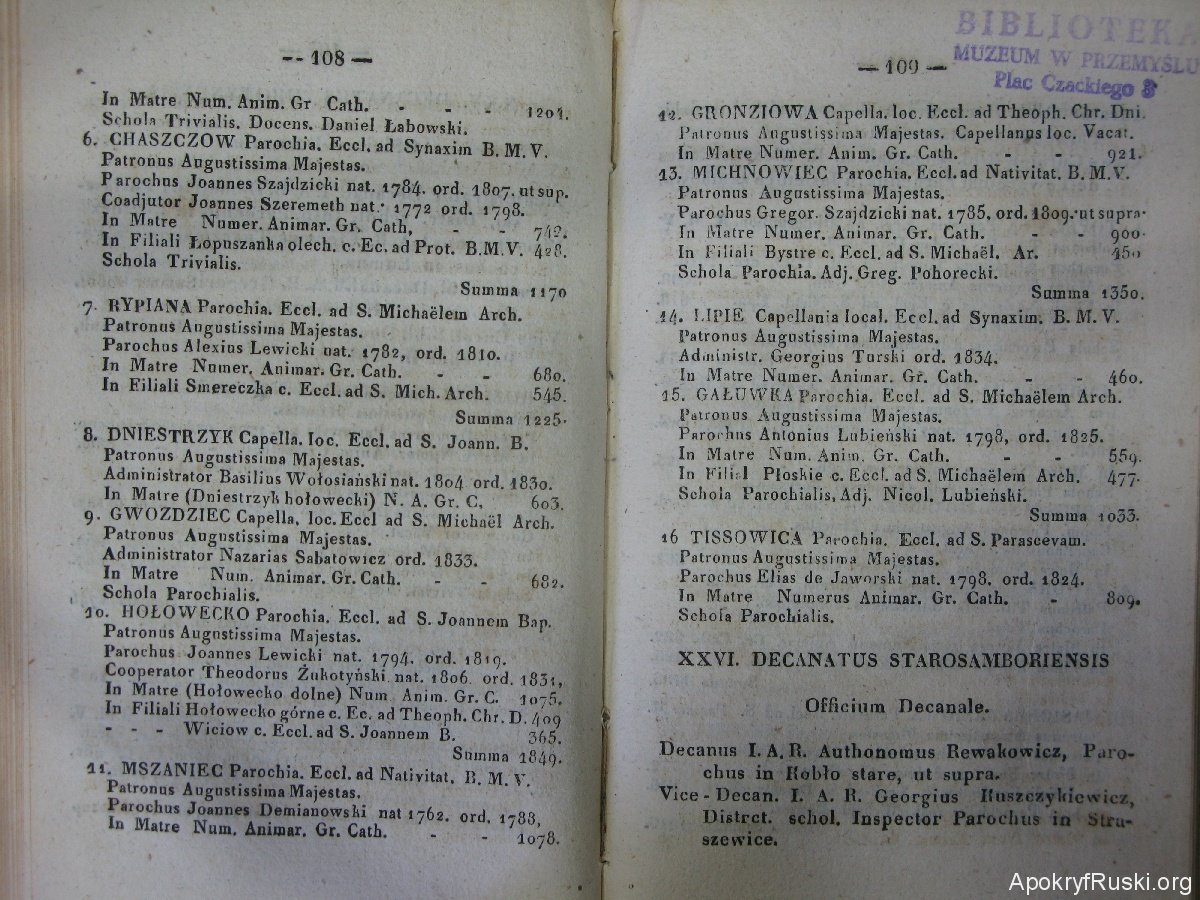 -- 108 —
In Matre Num. Anim. Gr Cath. - - 1201.
Schola Trivialis. Docens. Daniel Łabowski.
6. CHASZCZOW Parochia. Eccl. ad Synaxim B. M. V.
Patronus Augustissima Majestas.
Parochus Joannes Szajdzicki nat. 1784. ord. 1807. ut sup.
Coadjutor Joannes Szeremeth nat. 1772 ord. 1798.
In Matre Numer. Animar. Gr Cath, - - 742.
In Filiali Łopuszanka olech. c. Ec. ad Prot. B.M.V. 428.
Schola Trivialis.
Summa 1170
7. RYPIANA Parochia. Eccl. ad S. Michaëlem Arch.
Patronus Augustissima Majestas.
Parochus Alexius Lewicki nat. 1782, ord. 1810.
In Matre Numer. Animar. Gr. Cath. - - 680.
In Filiali Smereczka c. Eccl. ad S. Mich. Arch. 545.
Summa 1225.
8. DNIESTRZYK Capella. loc. Eccl. ad S. Joann. B.
Patronus Augustissima Majestas.
Administrator Basilius Wołosiański nat. 1804 ord. 1830.
In Matre (Dniestrzyk hołowecki) N. A. Gr. C, 603.
9. GWOZDZIEC Capella, loc. Eccl ad S. Michaël Arch.
Patronus Augustissima Majestas.
Administrator Nazarias Sabatowicz ord. 1833.
In Matre Num. Animar. Gr. Cath. - - 682.
Schola Parochialis.
10. HOŁOWECKO Parochia. Eccl. ad S. Joannem Bap.
Patronus Augustissima Majestas.
Parochus Joannes Lewicki nat. 1794. ord. 1819.
Cooperator Theodorus Żukotyński nat. 1806. ord. 1831,
In Matre (Hołowecko dolne) Num. Anim. Gr. C. 1075.
In Filiali Hołowecko górne c. Ec. ad Theoph. Chr. D. 409
- - - Wiciow c. Eccl. ad S. Joannem B. 365.
Summa 1849.
11. MSZANIEC Parochia. Eccl. ad Nativitat. B. M. V.
Patronus Augustissima Majestas.
Parochus Joannes Demianowski nat 1762. ord. 1788,
In Matre Num. Animar. Gr. Cath. - - 1078.
BIBLIOTEKA
MUZEUM W PRZEMYŚLU
Plac Czackiego 3
— 109 —
12. GRONZIOWA Capella. loc. Eccl. ad Theoph. Chr. Dni.
Patronus Augustissima Majestas. Capellanus loc. Vacat.
In Matre Numer. Anim. Gr. Cath. - - 921.
13. MICHNOWIEC Parochia. Eccl. ad Nativitat. B. M. V.
Patronus Augustissima Majestas.
Parochus Gregor. Szajdzicki nat. 1785, ord. 1809. ut supra.
In Matre Numer. Animar. Gr. Cath. - - 900.
In Filiali Bystre c. Eccl. ad S. Michaël. Ar. 450
Schola Parochia. Adj. Greg. Pohorecki.
Summa 1350.
14. LIPIE Capellania local. Eccl. ad Synaxim. B. M. V.
Patronus Augustissima Majestas.
Administr. Georgius Turski ord. 1834.
In Matre Numer. Animar. Gr. Cath. - - 460.
15. GAŁUWKA Parochia. Eccl. ad S. Michaëlem Arch.
Patronus Augustissima Majestas.
Parochus Antonius Lubieński nat. 1798, ord. 1825.
In Matre Num. Anim. Gr. Cath. - - 559.
In Filial Płoskie c. Eccl. ad S. Michaëlem Arch. 477.
Schola Parochialis, Adj. Nicol. Lubieński.
Summa 1033.
16 TISSOWICA Parochia. Eccl. ad S. Parascevam.
Patronus Augustissima Majestas.
Parochus Elias de Jaworski nat. 1798. ord. 1824.
In Matre Numerus Animar. Gr. Cath. - 809.
Schola Parochialis.
XXVI. DECANATUS STAROSAMBORIENSIS
Officium Decanale.
Decanus I. A. R. Authonomus Rewakowicz, Paro-
chus in Kobło stare, ut supra.
Vice - Decan. I. A. R. Georgius Kuszczykiewicz,
Distrct. schol. Inspector Parochus in Stra-
szewice.
ApokryfRuski.org